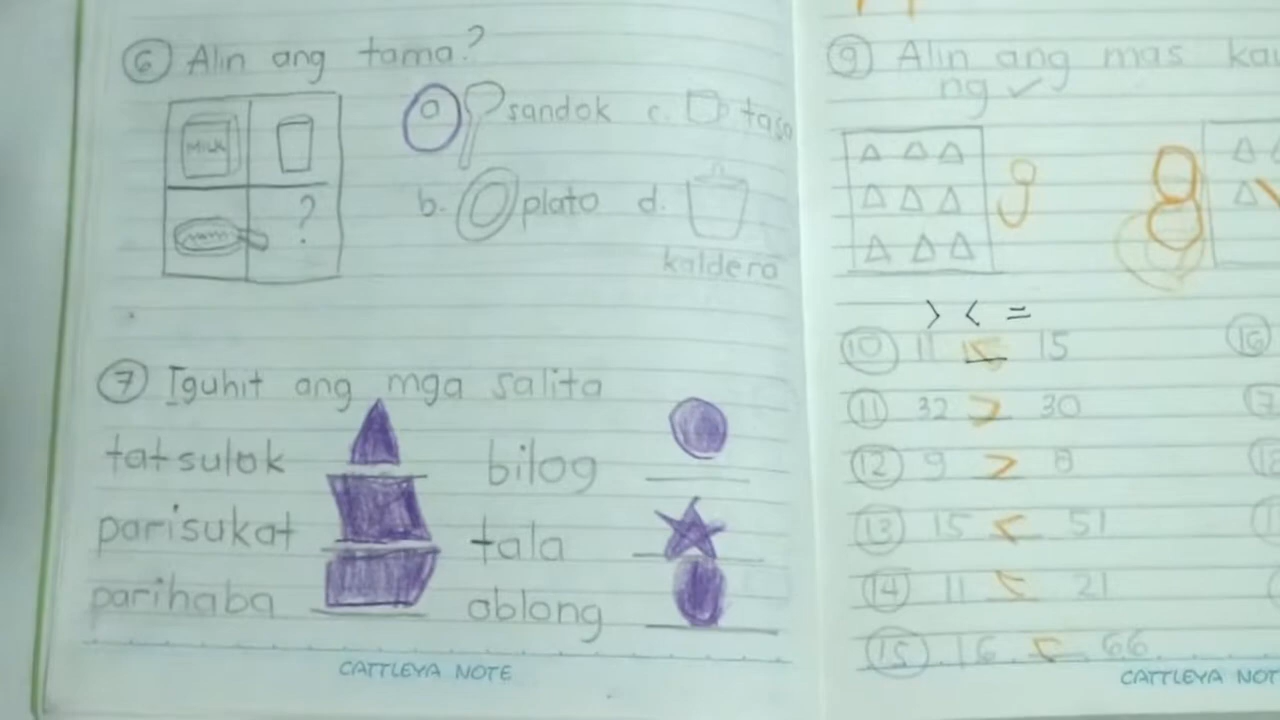 6 Alin ang tama?
MILK
?
a sandok c. tasa
b. plato d.
kaldero
7 Iguhit ang mga salita
tatsulok bilog
parisukat tala
parihaba oblong
CATTLEYA NOTE
9 Alin ang mas
ng ✓
9 8
> < =
10 11 < 15
11 32 > 30
12 9 > 8
13 15 < 51
14 11 < 21
15 16 < 66
16
CATTLEYA NOT